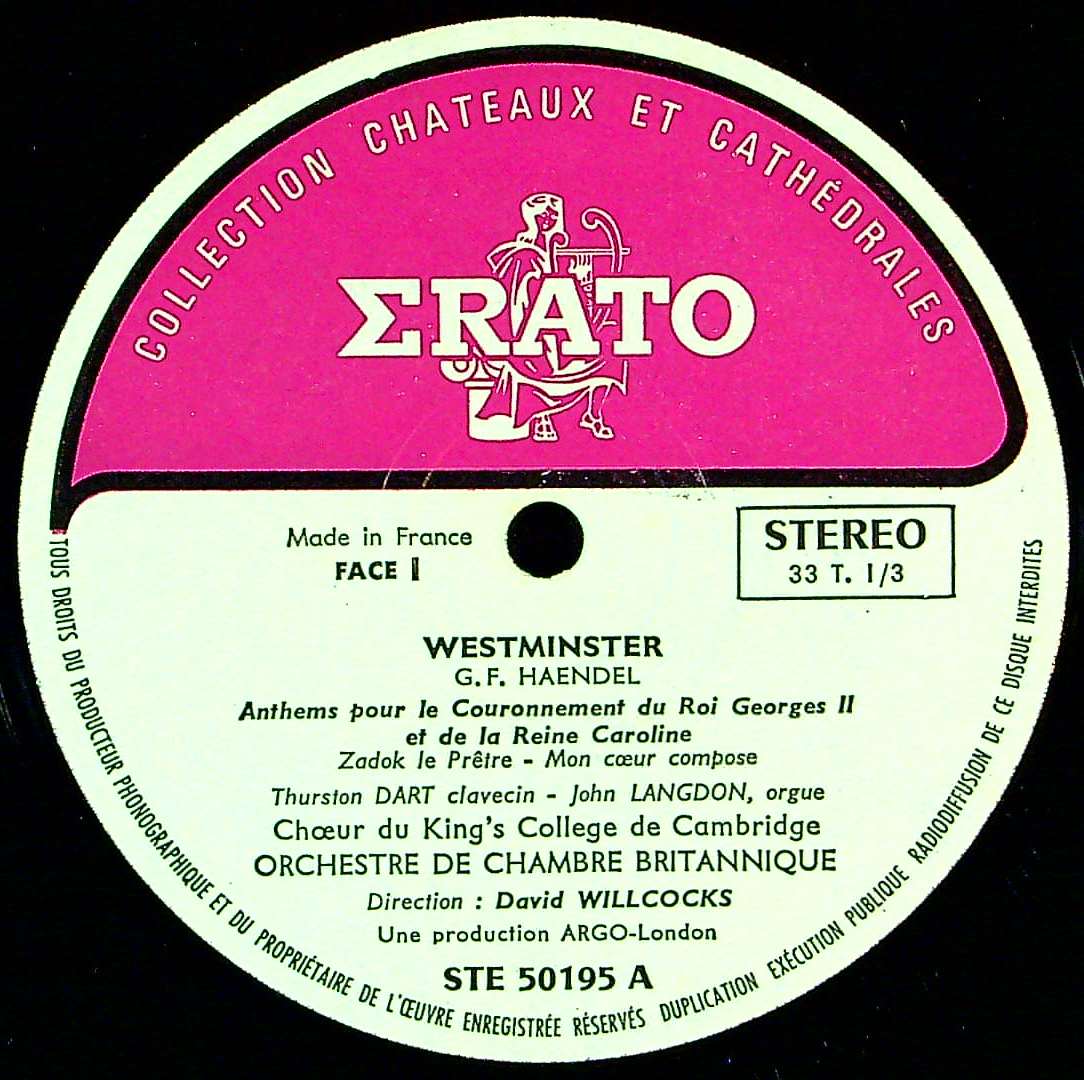 COLLECTION CHATEAUX ET CATHÉDRALES
ΣRATO
Made in France
FACE I
STEREO
33 T. 1/3
WESTMINSTER
G. F. HAENDEL
Anthems pour le Couronnement du Roi Georges II
et de la Reine Caroline
Zadok le Prêtre - Mon cœur compose
Thurston DART clavecin - John LANGDON, orgue
Chœur du King's College de Cambridge
ORCHESTRE DE CHAMBRE BRITANNIQUE
Direction : David WILLCOCKS
Une production ARGO-London
STE 50195 A
TOUS DROITS DU PRODUCTEUR PHONOGRAPHIQUE ET DU PROPRIÉTAIRE DE L'ŒUVRE ENREGISTRÉE RÉSERVÉS DUPLICATION EXÉCUTION PUBLIQUE RADIODIFFUSION DE CE DISQUE INTERDITES